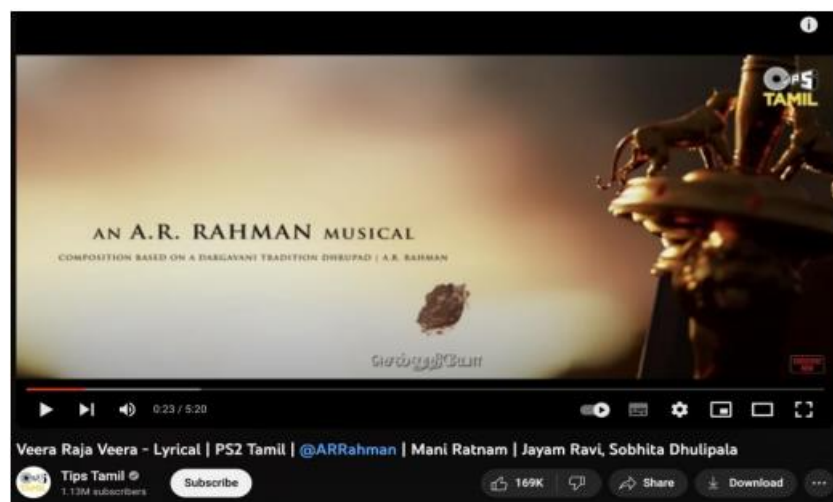 TIPS
TAMIL
AN A.R. RAHMAN MUSICAL
COMPOSITION BASED ON A DARGAVANI TRADITION DHRUPAD | A.R. RAHMAN
0:23 / 5:20
Veera Raja Veera - Lyrical | PS2 Tamil | @ARRahman | Mani Ratnam | Jayam Ravi, Sobhita Dhulipala
Tips Tamil
1.13M subscribers
Subscribe
169K
Share
Download